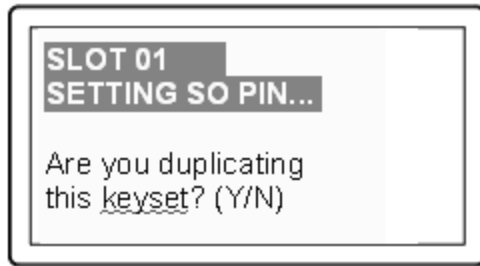 SLOT 01
SETTING SO PIN...
Are you duplicating
this keyset? (Y/N)